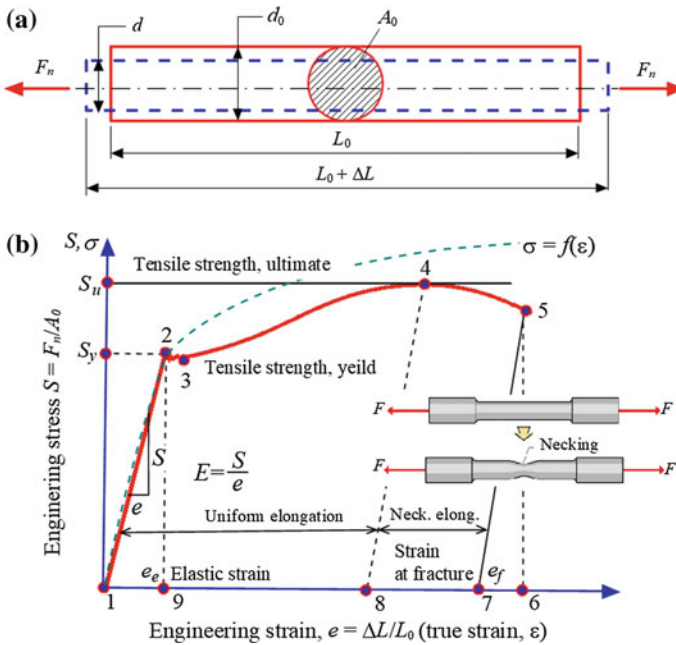 (a)
d
d₀
A₀
Fₙ
Fₙ
L₀
L₀ + ΔL
(b)
S, σ
σ = f(ε)
Tensile strength, ultimate
Sᵤ
4
5
2
S_y
3
Tensile strength, yeild
Engineering stress S = Fₙ/A₀
S
e
E = S/e
F
F
Necking
F
F
Uniform elongation
Neck. elong.
Strain
at fracture
eₑ
Elastic strain
e_f
1
9
8
7
6
Engineering strain, e = ΔL/L₀ (true strain, ε)